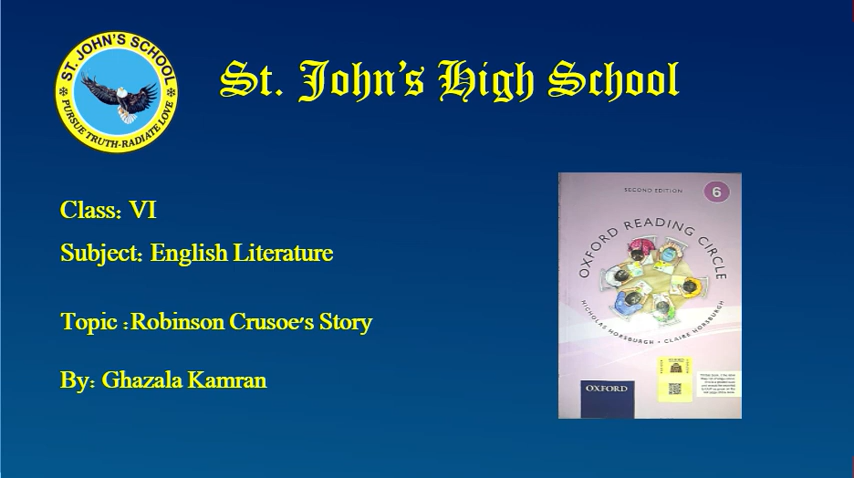 ST. JOHN'S SCHOOL
PURSUE TRUTH-RADIATE LOVE
St. John's High School
Class: VI
Subject: English Literature
Topic :Robinson Crusoe's Story
By: Ghazala Kamran
SECOND EDITION
6
OXFORD READING CIRCLE
NICHOLAS HORSBURGH • CLAIRE HORSBURGH
OXFORD